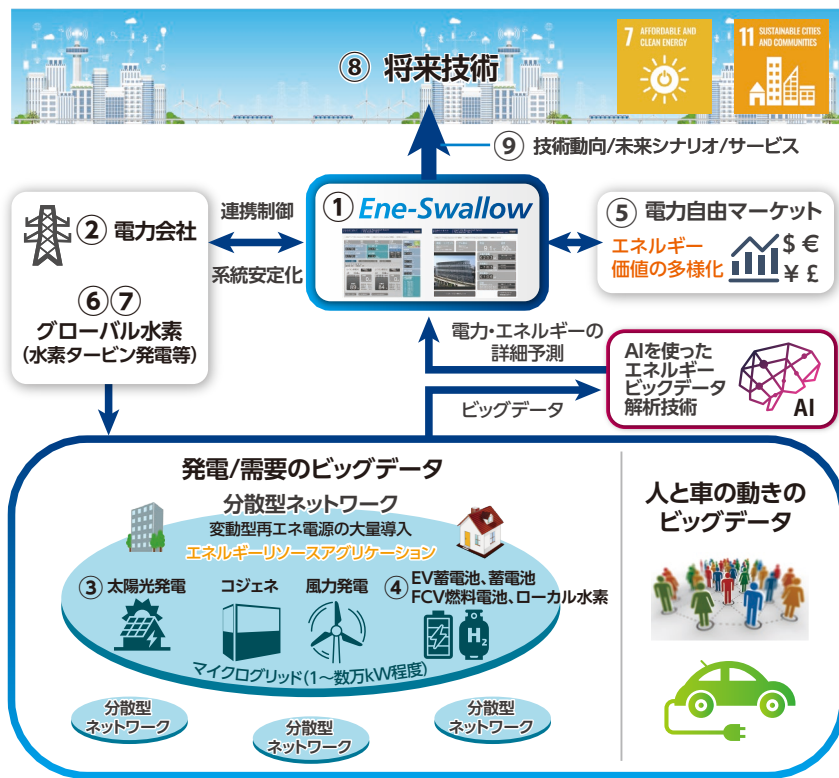 ⑧ 将来技術
7 AFFORDABLE AND
CLEAN ENERGY
11 SUSTAINABLE CITIES
AND COMMUNITIES
⑨ 技術動向/未来シナリオ/サービス
② 電力会社
⑥⑦
グローバル水素
(水素タービン発電等)
連携制御
系統安定化
① Ene-Swallow
⑤ 電力自由マーケット
エネルギー
価値の多様化
$ €
¥ £
電力・エネルギーの
詳細予測
ビッグデータ
AIを使った
エネルギー
ビックデータ
解析技術
AI
発電/需要のビッグデータ
分散型ネットワーク
変動型再エネ電源の大量導入
エネルギーリソースアグリケーション
③ 太陽光発電
コジェネ
風力発電
④ EV蓄電池、蓄電池
FCV燃料電池、ローカル水素
H2
マイクログリッド(1〜数万kW程度)
分散型
ネットワーク
分散型
ネットワーク
分散型
ネットワーク
人と車の動きの
ビッグデータ